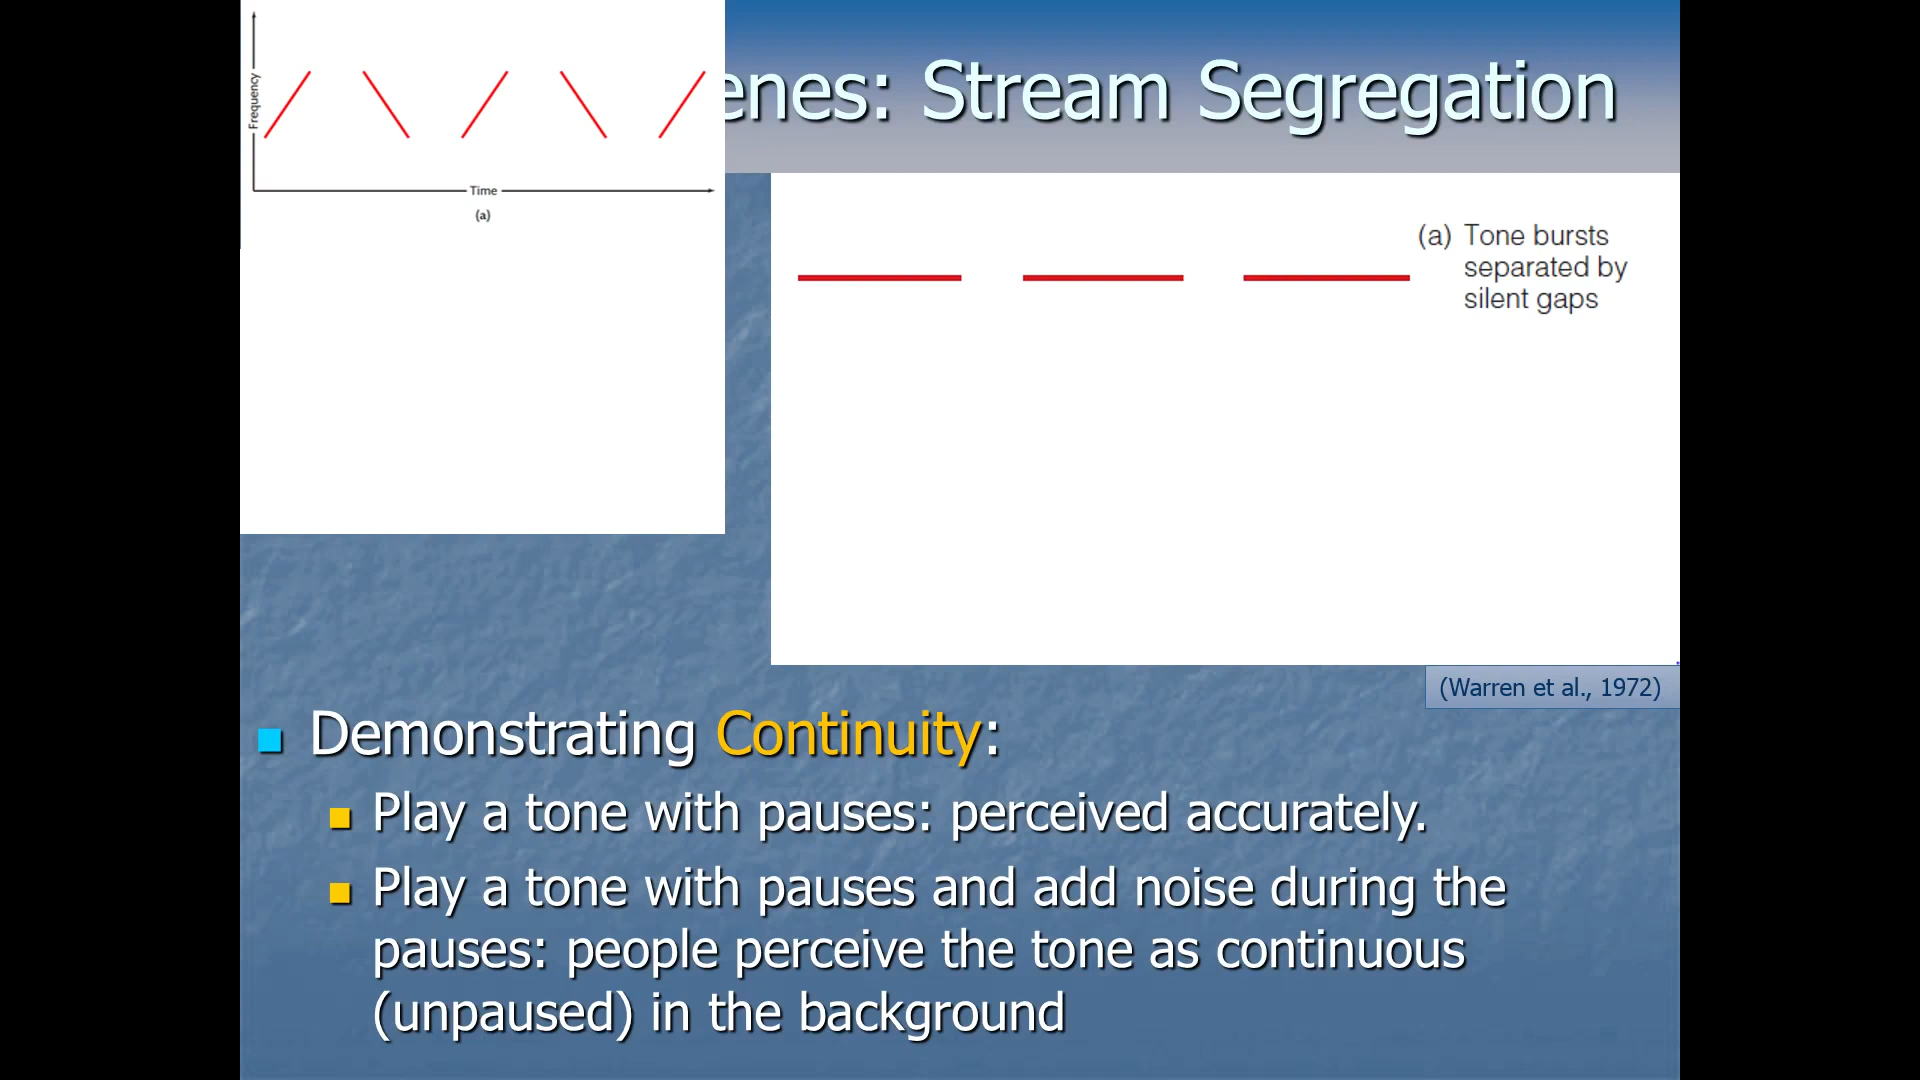 enes: Stream Segregation
Frequency
Time
(a)
(a) Tone bursts
separated by
silent gaps
(Warren et al., 1972)
Demonstrating Continuity:
Play a tone with pauses: perceived accurately.
Play a tone with pauses and add noise during the
pauses: people perceive the tone as continuous
(unpaused) in the background